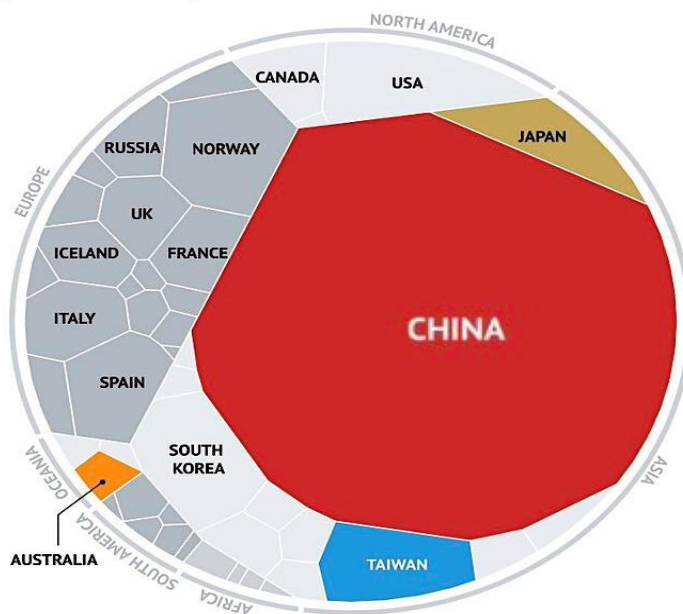 NORTH AMERICA
CANADA
USA
JAPAN
RUSSIA
NORWAY
EUROPE
UK
ICELAND
FRANCE
ITALY
CHINA
SPAIN
SOUTH
KOREA
ASIA
OCEANIA
AUSTRALIA
SOUTH AMERICA
AFRICA
TAIWAN